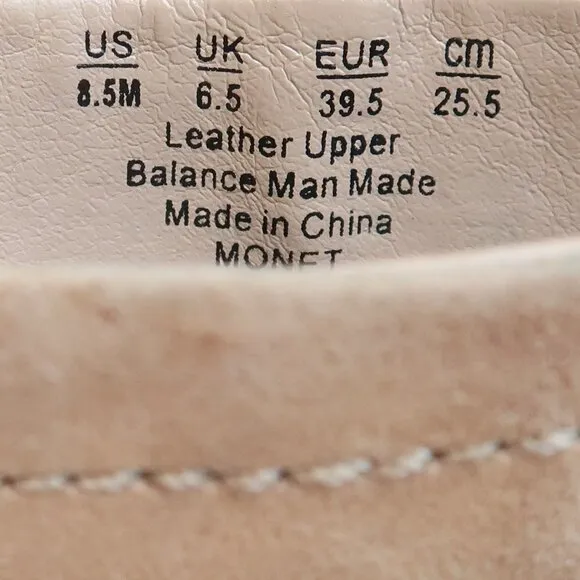 US UK EUR cm
8.5M 6.5 39.5 25.5
Leather Upper
Balance Man Made
Made in China
MONET